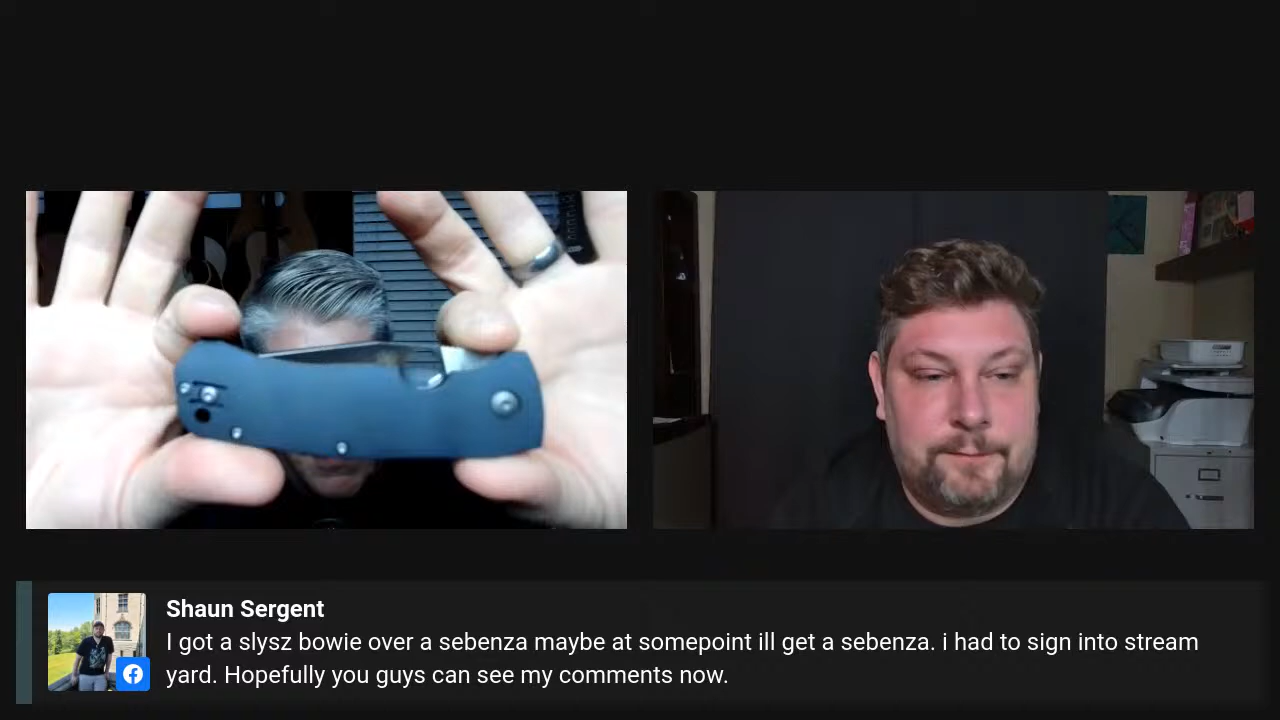 Shaun Sergent
I got a slysz bowie over a sebenza maybe at somepoint ill get a sebenza. i had to sign into stream
yard. Hopefully you guys can see my comments now.